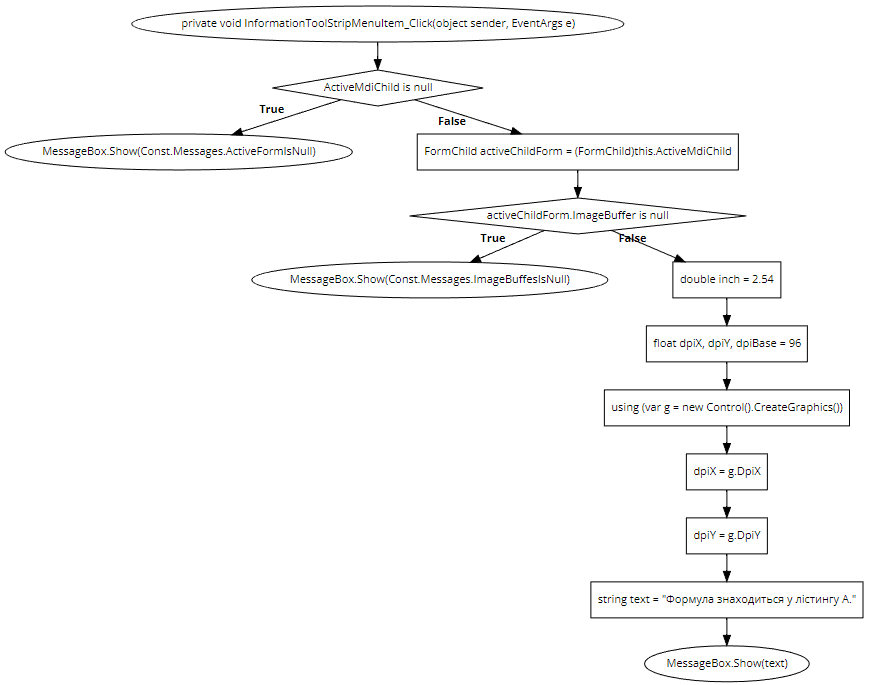 private void InformationToolStripMenuItem_Click(object sender, EventArgs e)
ActiveMdiChild is null
True
False
MessageBox.Show(Const.Messages.ActiveFormIsNull)
FormChild activeChildForm = (FormChild)this.ActiveMdiChild
activeChildForm.ImageBuffer is null
True
False
MessageBox.Show(Const.Messages.ImageBuffesIsNull)
double inch = 2.54
float dpiX, dpiY, dpiBase = 96
using (var g = new Control().CreateGraphics())
dpiX = g.DpiX
dpiY = g.DpiY
string text = "Формула знаходиться у лістингу А."
MessageBox.Show(text)